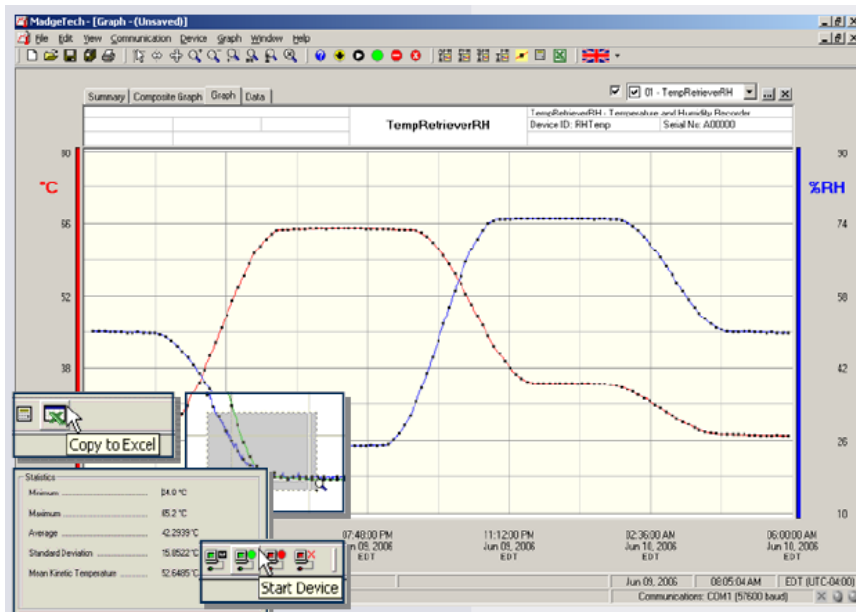 MadgeTech - [Graph - (Unsaved)]
File Edit View Communication Device Graph Window Help
Summary Composite Graph Graph Data
01 - TempRetrieverRH
TempRetrieverRH
TempRetrieverRH - Temperature and Humidity Recorder
Device ID: RHTemp Serial No: A00000
80 90
°C %RH
66 74
52 58
38 42
26
10
Copy to Excel
Statistics
Minimum 24.0 °C
Maximum 65.2 °C
Average 42.2939°C
Standard Deviation 15.0522°C
Mean Kinetic Temperature 52.6485°C
Start Device
07:48:00 PM 11:12:00 PM 02:36:00 AM 06:00:00 AM
Jun 09, 2006 Jun 09, 2006 Jun 10, 2006 Jun 10, 2006
EDT EDT EDT EDT
Jun 09, 2006 08:05:04 AM EDT (UTC-04:00)
Communications: COM1 (57600 baud)